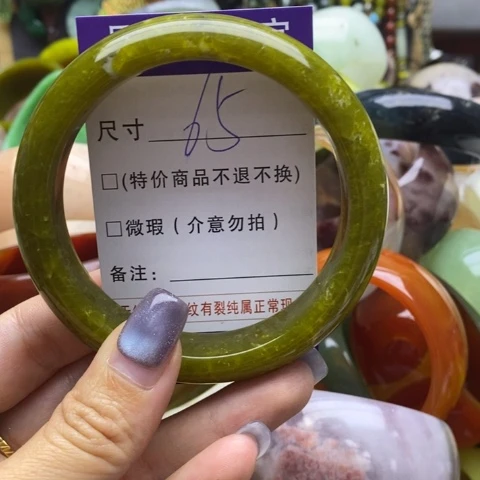 尺寸 65
□(特价商品不退不换)
□微瑕(介意勿拍)
备注:
纹有裂纯属正常现